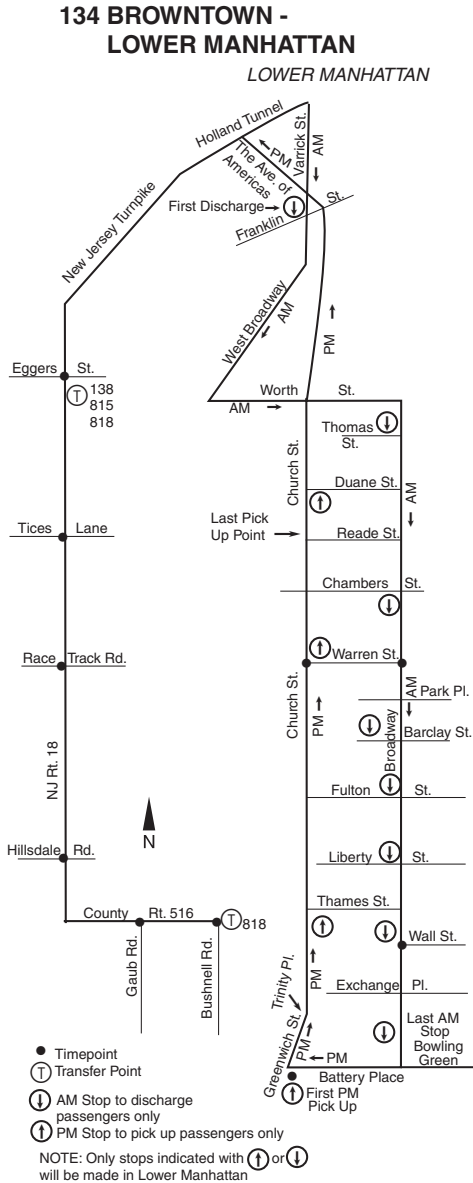 134 BROWNTOWN -
LOWER MANHATTAN
LOWER MANHATTAN
Holland Tunnel
PM
The Ave. of
Americas
Varrick St.
AM
First Discharge
Franklin St.
New Jersey Turnpike
West Broadway
AM
PM
Eggers St.
T 138
815
818
Worth St.
AM
Thomas
St.
Church St.
Duane St.
AM
Last Pick
Up Point
Reade St.
Tices Lane
Chambers St.
Race Track Rd.
Warren St.
Church St.
PM
AM
Park Pl.
Broadway
Barclay St.
NJ Rt. 18
Fulton St.
N
Hillsdale Rd.
Liberty St.
County Rt. 516
T 818
Thames St.
Gaub Rd.
Bushnell Rd.
Wall St.
PM
Trinity Pl.
Exchange Pl.
Greenwich St.
PM
PM
Last AM
Stop
Bowling
Green
Battery Place
First PM
Pick Up
Timepoint
T Transfer Point
AM Stop to discharge
passengers only
PM Stop to pick up passengers only
NOTE: Only stops indicated with or
will be made in Lower Manhattan